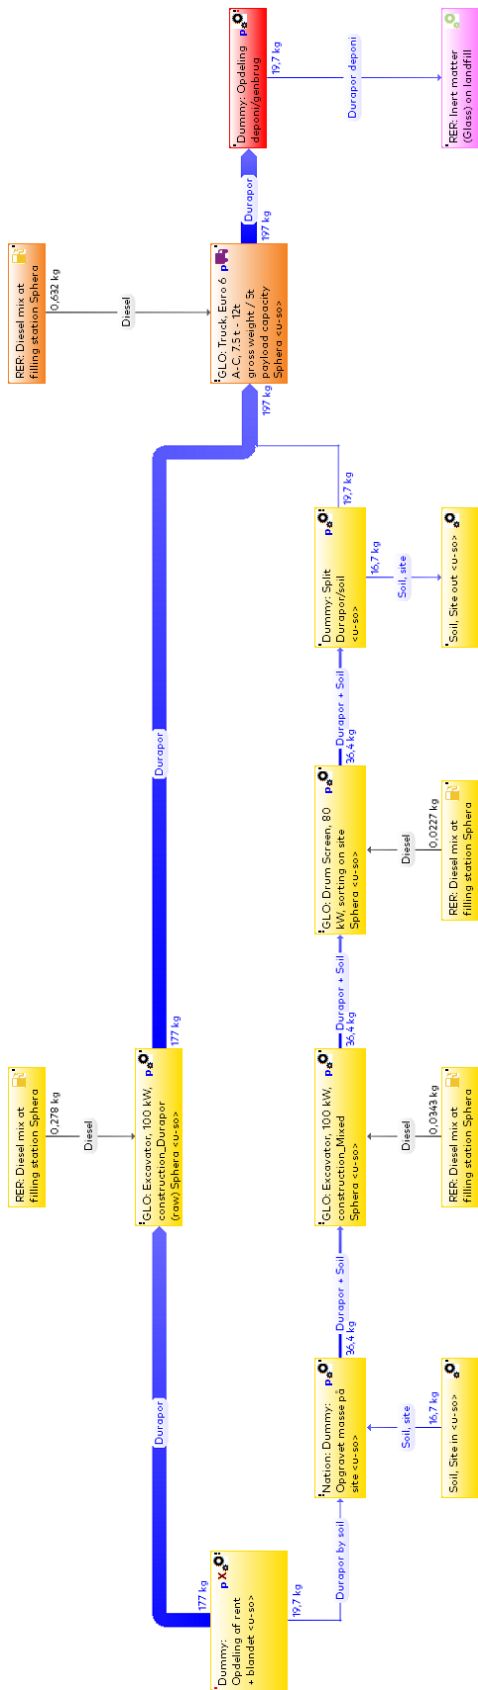 RER: Diesel mix at
filling station Sphera
0,278 kg
Diesel
RER: Diesel mix at
filling station Sphera
0,632 kg
Diesel
Dummy:
Opdeling af rent
+ blandet <u-so>
pX
177 kg
Durapor
GLO: Excavator, 100 kW,
construction_Durapor
(raw) Sphera <u-so>
p
177 kg
Durapor
197 kg
GLO: Truck, Euro 6
A-C, 7.5 t - 12t
gross weight / 5t
payload capacity
Sphera <u-so>
p
197 kg
Durapor
Dummy: Opdeling
deponi/genbrug
p
19,7 kg
Durapor deponi
RER: Inert matter
(Glass) on landfill
19,7 kg
Durapor by soil
Nation: Dummy:
Opgravet masse på
site <u-so>
p
36,4 kg
Durapor + Soil
GLO: Excavator, 100 kW,
construction_Mixed
Sphera <u-so>
p
36,4 kg
Durapor + Soil
GLO: Drum Screen, 80
kW, sorting on site
Sphera <u-so>
p
36,4 kg
Durapor + Soil
Dummy: Split
Durapor/soil
<u-so>
p
19,7 kg
16,7 kg
Soil, site
Soil, site
16,7 kg
Soil, Site in <u-so>
Diesel
0,0343 kg
RER: Diesel mix at
filling station Sphera
Diesel
0,0227 kg
RER: Diesel mix at
filling station Sphera
Soil, Site out <u-so>